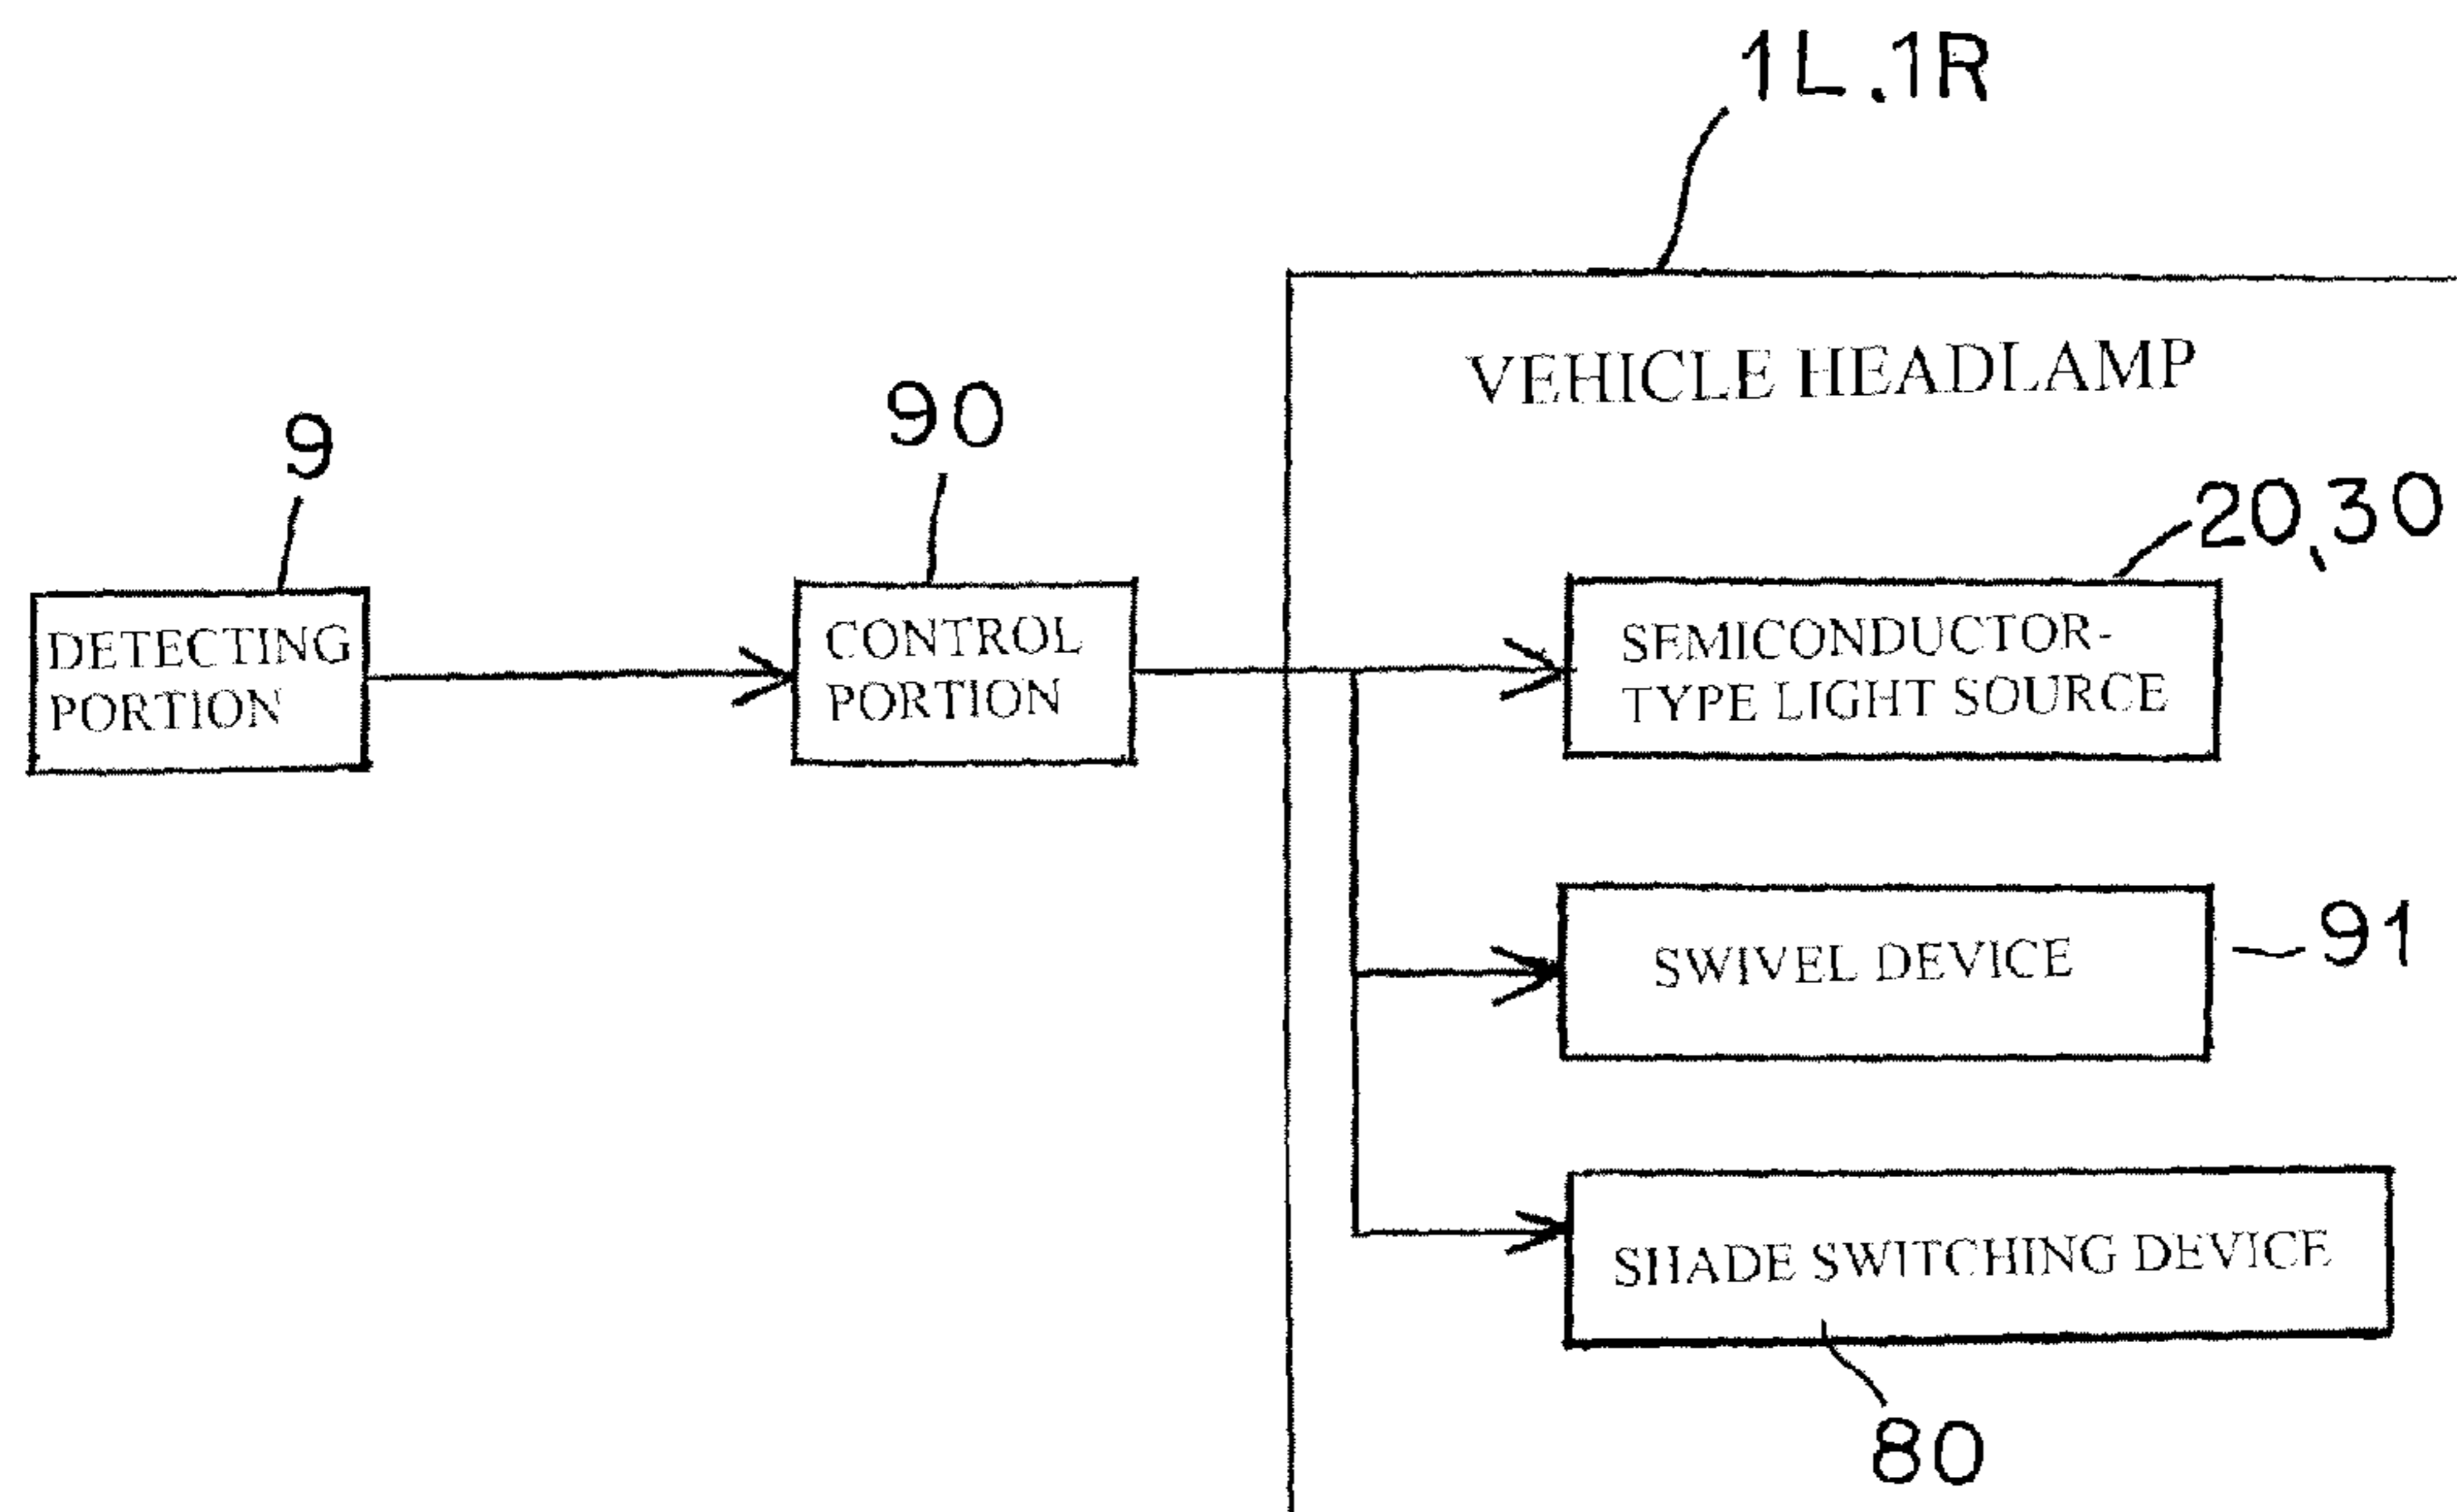 1L.1R
VEHICLE HEADLAMP
9
90
20,30
DETECTING
PORTION
CONTROL
PORTION
SEMICONDUCTOR-
TYPE LIGHT SOURCE
SWIVEL DEVICE
91
SHADE SWITCHING DEVICE
80